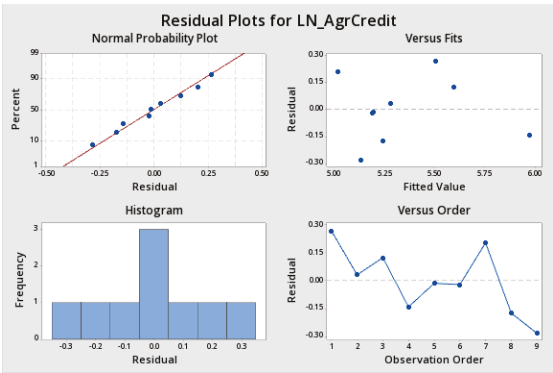 Residual Plots for LN_AgrCredit
Normal Probability Plot
Percent
99
90
50
10
1
-0.50 -0.25 0.00 0.25 0.50
Residual
Versus Fits
Residual
0.30
0.15
0.00
-0.15
-0.30
5.00 5.25 5.50 5.75 6.00
Fitted Value
Histogram
Frequency
3
2
1
0
-0.3 -0.2 -0.1 0.0 0.1 0.2 0.3
Residual
Versus Order
Residual
0.30
0.15
0.00
-0.15
-0.30
1 2 3 4 5 6 7 8 9
Observation Order